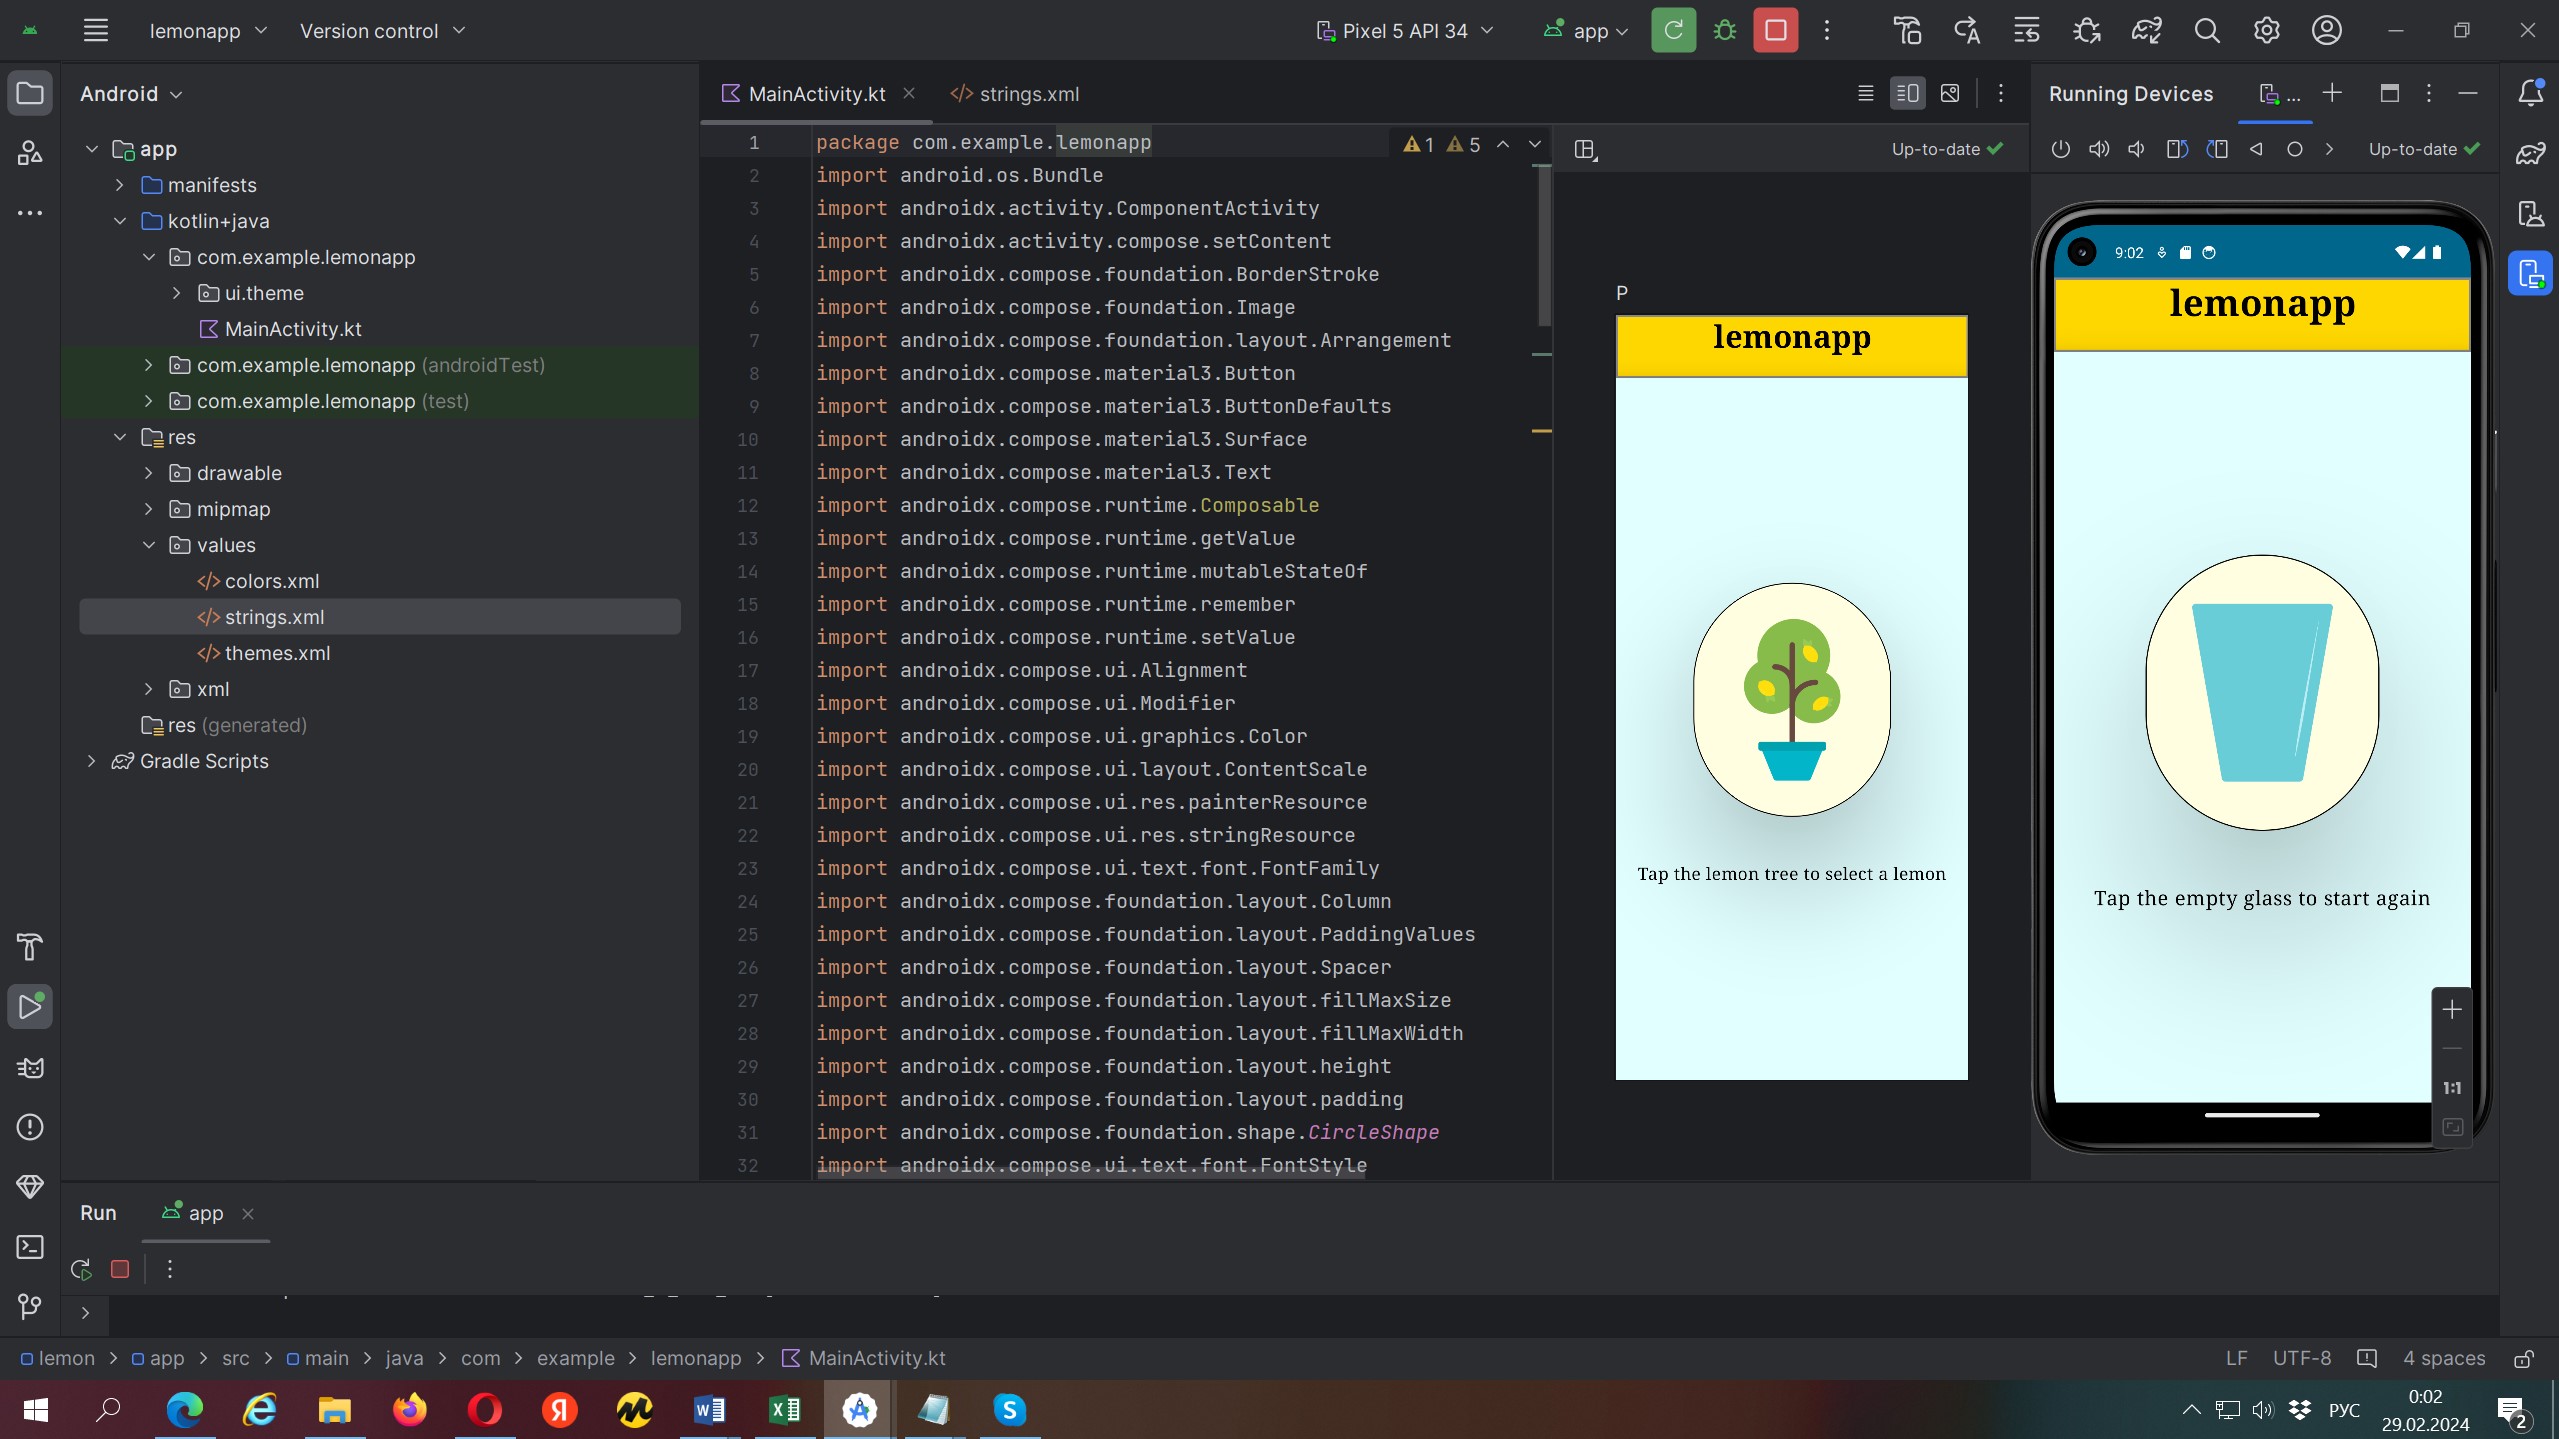 lemonapp
Version control
Pixel 5 API 34
app
Android
MainActivity.kt
strings.xml
Running Devices
...
app
manifests
kotlin+java
com.example.lemonapp
ui.theme
MainActivity.kt
com.example.lemonapp (androidTest)
com.example.lemonapp (test)
res
drawable
mipmap
values
colors.xml
strings.xml
themes.xml
xml
res (generated)
Gradle Scripts
1 package com.example.lemonapp
1 5
2 import android.os.Bundle
3 import androidx.activity.ComponentActivity
4 import androidx.activity.compose.setContent
5 import androidx.compose.foundation.BorderStroke
6 import androidx.compose.foundation.Image
7 import androidx.compose.foundation.layout.Arrangement
8 import androidx.compose.material3.Button
9 import androidx.compose.material3.ButtonDefaults
10 import androidx.compose.material3.Surface
11 import androidx.compose.material3.Text
12 import androidx.compose.runtime.Composable
13 import androidx.compose.runtime.getValue
14 import androidx.compose.runtime.mutableStateOf
15 import androidx.compose.runtime.remember
16 import androidx.compose.runtime.setValue
17 import androidx.compose.ui.Alignment
18 import androidx.compose.ui.Modifier
19 import androidx.compose.ui.graphics.Color
20 import androidx.compose.ui.layout.ContentScale
21 import androidx.compose.ui.res.painterResource
22 import androidx.compose.ui.res.stringResource
23 import androidx.compose.ui.text.font.FontFamily
24 import androidx.compose.foundation.layout.Column
25 import androidx.compose.foundation.layout.PaddingValues
26 import androidx.compose.foundation.layout.Spacer
27 import androidx.compose.foundation.layout.fillMaxSize
28 import androidx.compose.foundation.layout.fillMaxWidth
29 import androidx.compose.foundation.layout.height
30 import androidx.compose.foundation.layout.padding
31 import androidx.compose.foundation.shape.CircleShape
32 import androidx.compose.ui.text.font.FontStyle
Up-to-date
P
lemonapp
Tap the lemon tree to select a lemon
Up-to-date
9:02
lemonapp
Tap the empty glass to start again
1:1
Run
app
lemon > app > src > main > java > com > example > lemonapp > MainActivity.kt
LF
UTF-8
4 spaces
РУС
0:02
29.02.2024
2